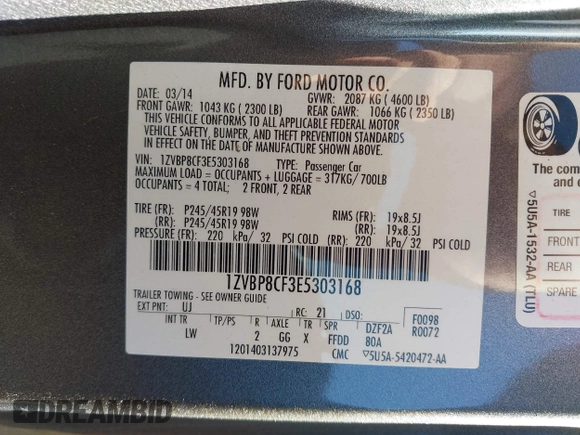 MFD. BY FORD MOTOR CO.
DATE: 03/14 GVWR: 2087 KG ( 4600 LB)
FRONT GAWR: 1043 KG ( 2300 LB) REAR GAWR: 1066 KG ( 2350 LB)
THIS VEHICLE CONFORMS TO ALL APPLICABLE FEDERAL MOTOR
VEHICLE SAFETY, BUMPER, AND THEFT PREVENTION STANDARDS
IN EFFECT ON THE DATE OF MANUFACTURE SHOWN ABOVE.
VIN: 1ZVBP8CF3E5303168 TYPE: Passenger Car
MAXIMUM LOAD = OCCUPANTS + LUGGAGE = 317KG/ 700LB
OCCUPANTS = 4 TOTAL; 2 FRONT, 2 REAR
TIRE (FR): P245/45R19 98W RIMS (FR): 19x8.5J
(RR): P245/45R19 98W (RR): 19x8.5J
PRESSURE (FR): 220 kPa/ 32 PSI COLD (RR): 220 kPa/ 32 PSI COLD
1ZVBP8CF3E5303168
TRAILER TOWING - SEE OWNER GUIDE
EXT PNT: UJ RC: 21 DSO: F0098
R0072
INT TR TP/PS R AXLE TR SPR DZF2A
LW 2 GG X FFDD 80A
1201403137975 CMC ▽5U5A-5420472-AA
▽5U5A-1532-AA (TLU)
The com
and o
TIRE
FRONT
REAR
SPARE
DREAMBID